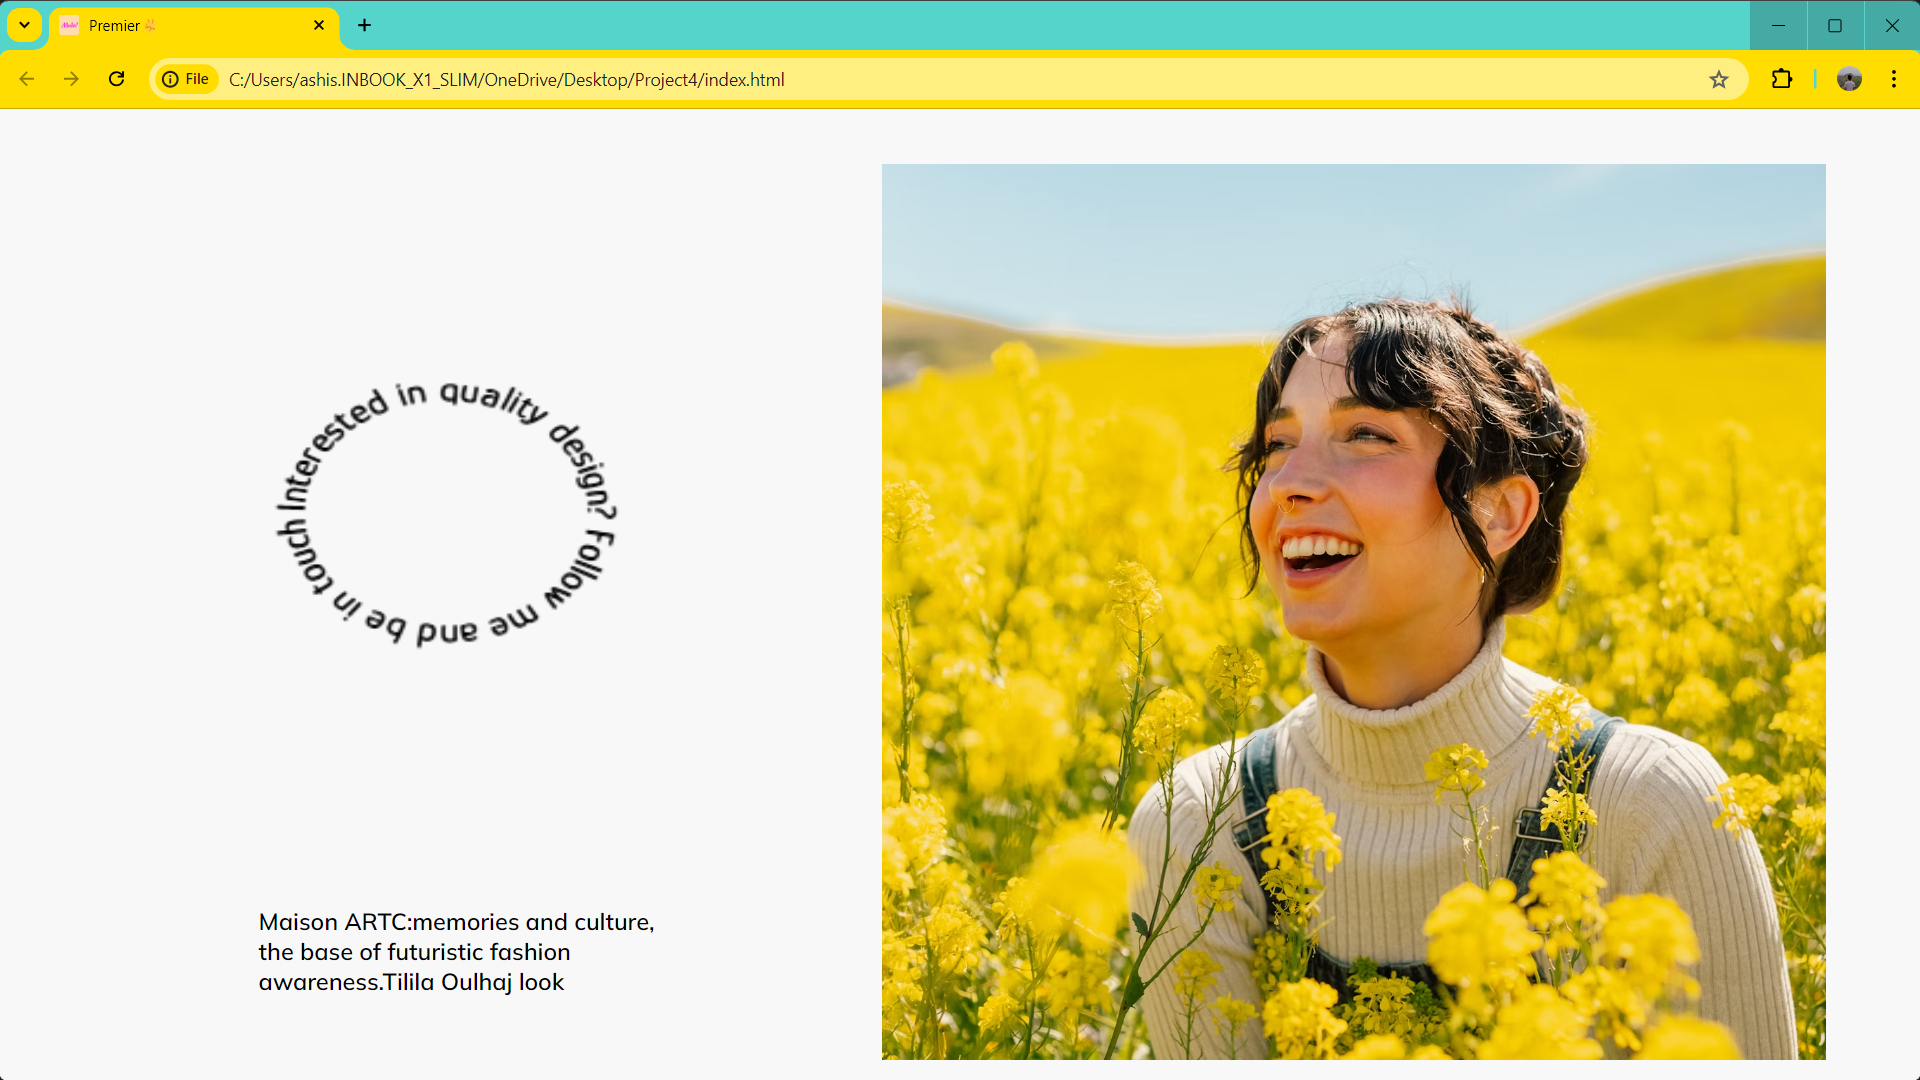 Premier
File
C:/Users/ashis.INBOOK_X1_SLIM/OneDrive/Desktop/Project4/index.html
Interested in quality design? Follow me and be in touch
Maison ARTC:memories and culture,
the base of futuristic fashion
awareness.Tilila Oulhaj look